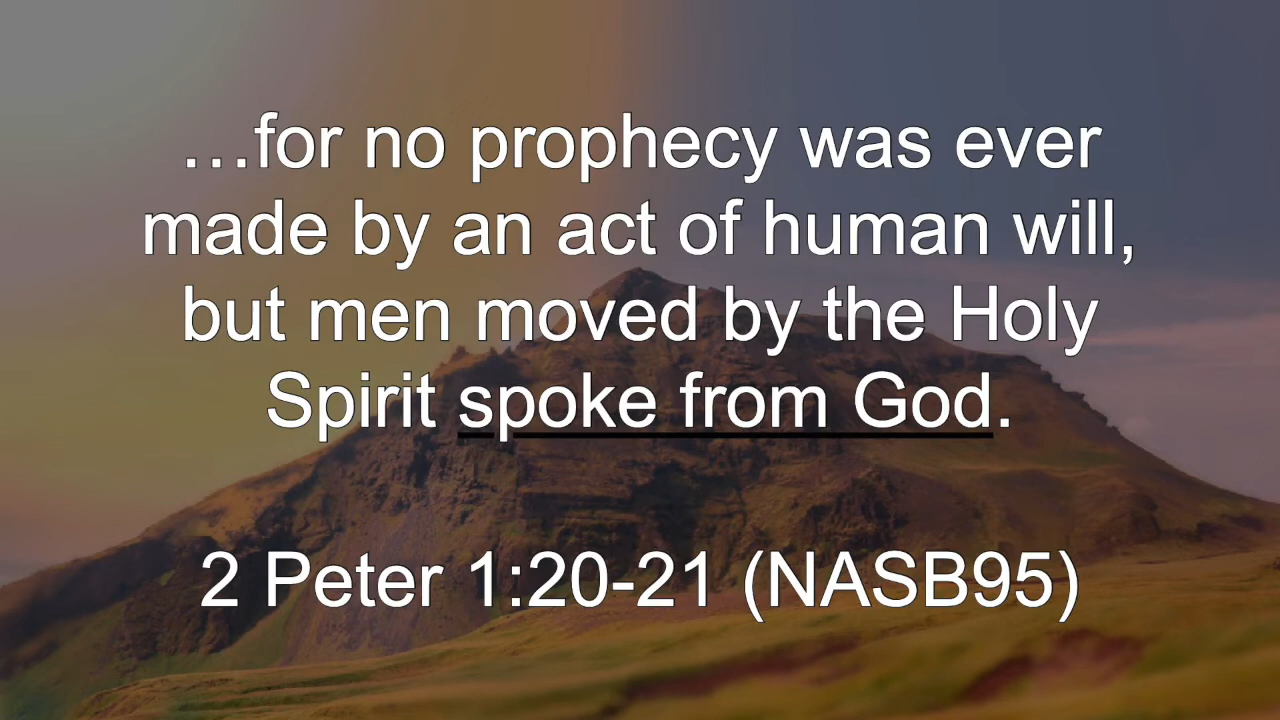 …for no prophecy was ever
made by an act of human will,
but men moved by the Holy
Spirit spoke from God.
2 Peter 1:20-21 (NASB95)